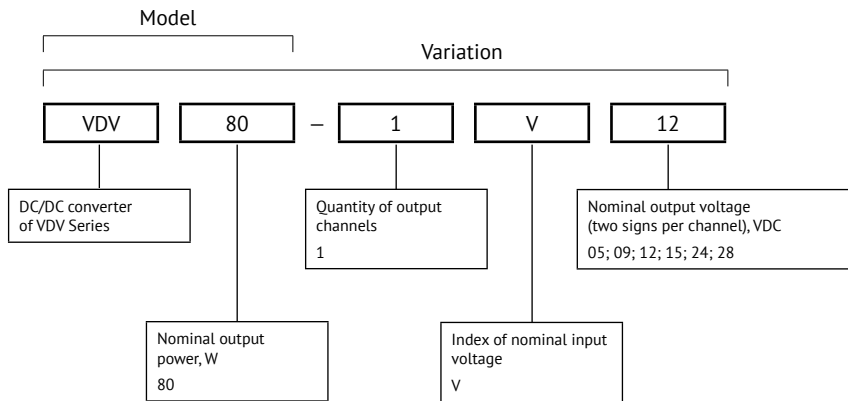 Model
Variation
VDV 80 – 1 V 12
DC/DC converter
of VDV Series
Quantity of output
channels
1
Nominal output voltage
(two signs per channel), VDC
05; 09; 12; 15; 24; 28
Nominal output
power, W
80
Index of nominal input
voltage
V